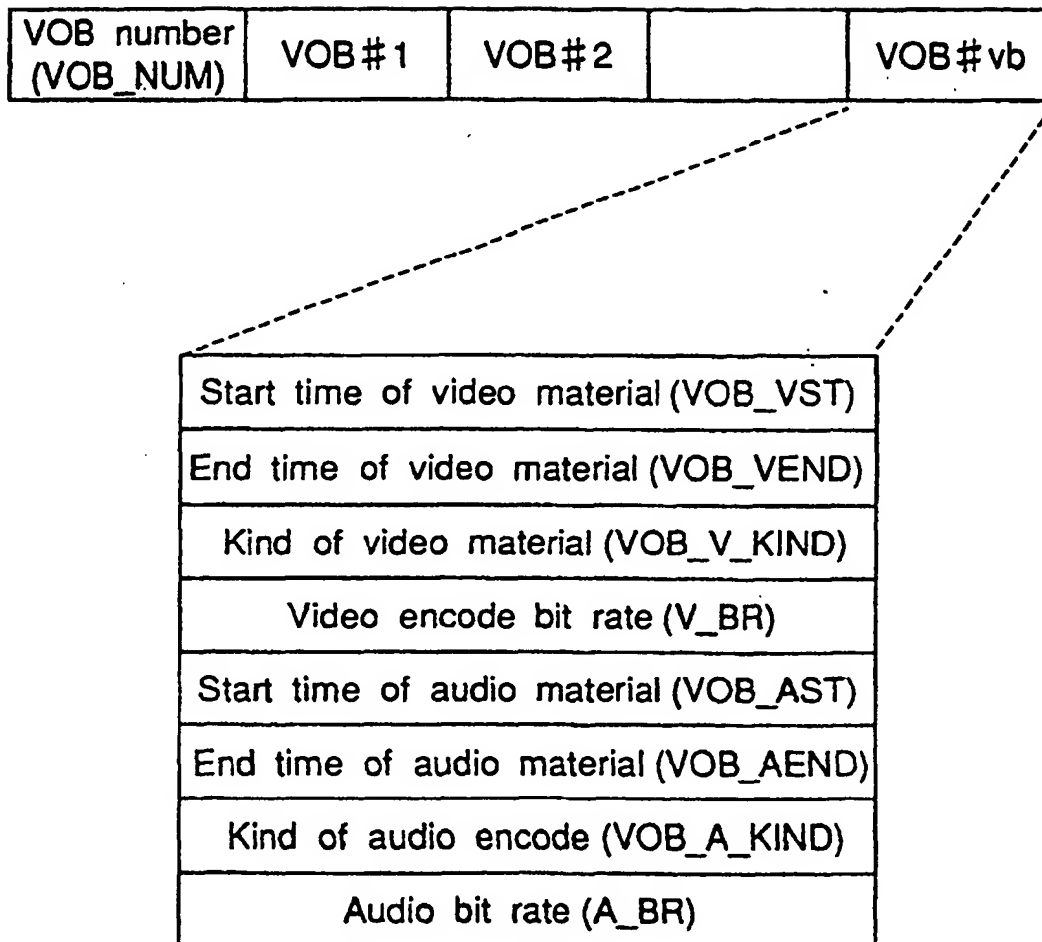 VOB number
(VOB_NUM)
VOB#1
VOB#2
VOB#vb
Start time of video material (VOB_VST)
End time of video material (VOB_VEND)
Kind of video material (VOB_V_KIND)
Video encode bit rate (V_BR)
Start time of audio material (VOB_AST)
End time of audio material (VOB_AEND)
Kind of audio encode (VOB_A_KIND)
Audio bit rate (A_BR)